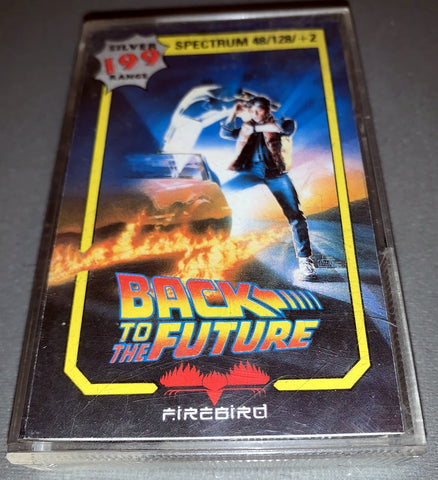 SILVER
199
RANGE
SPECTRUM 48/128/+2
BACK
TO
THE FUTURE
FIREBIRD